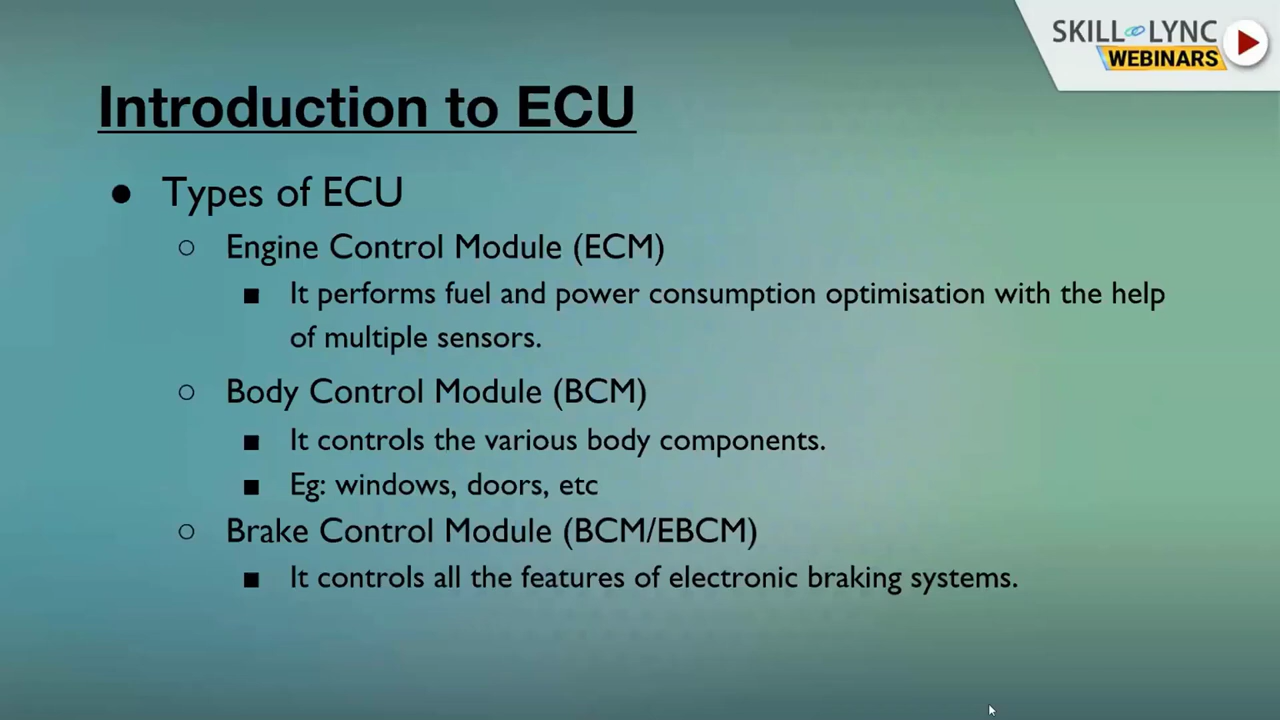 SKILL LYNC
WEBINARS
Introduction to ECU
● Types of ECU
○ Engine Control Module (ECM)
■ It performs fuel and power consumption optimisation with the help
of multiple sensors.
○ Body Control Module (BCM)
■ It controls the various body components.
■ Eg: windows, doors, etc
○ Brake Control Module (BCM/EBCM)
■ It controls all the features of electronic braking systems.